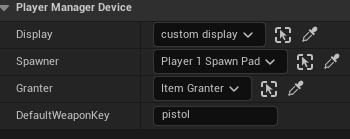 Player Manager Device
Display custom display
Spawner Player 1 Spawn Pad
Granter Item Granter
DefaultWeaponKey pistol